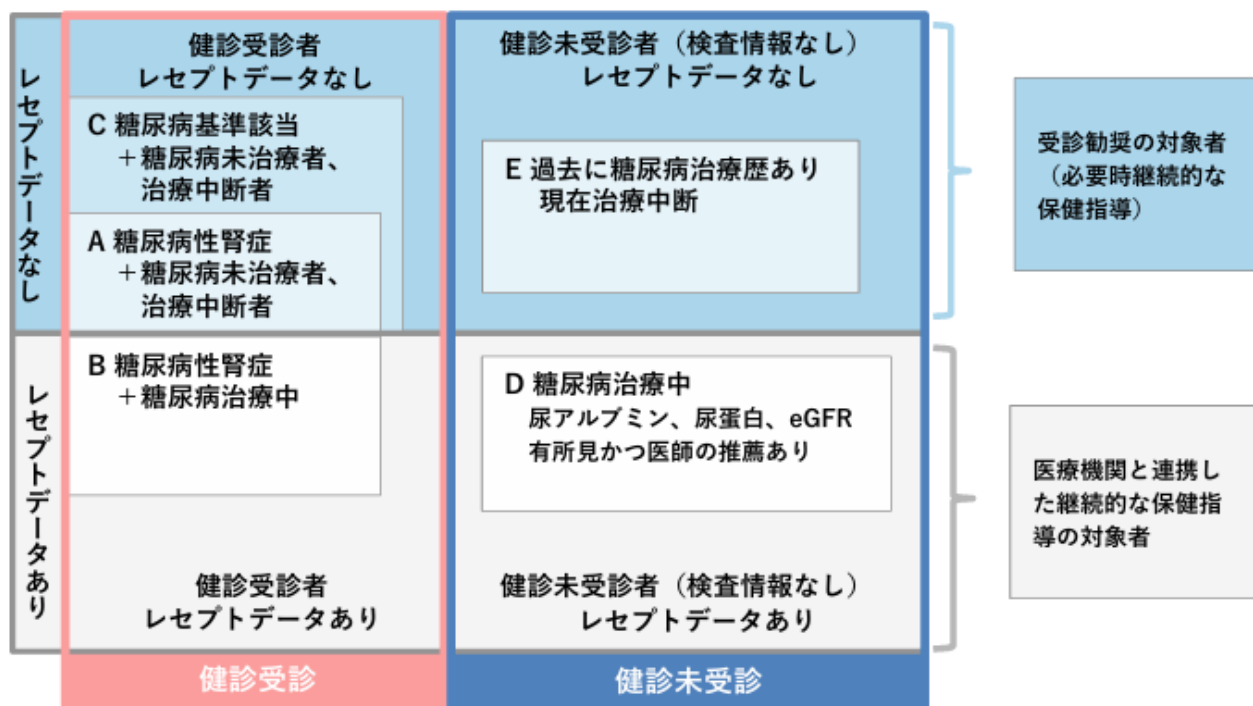 レセプトデータなし
レセプトデータあり
健診受診者
レセプトデータなし
C 糖尿病基準該当
＋糖尿病未治療者、
治療中断者
A 糖尿病性腎症
＋糖尿病未治療者、
治療中断者
B 糖尿病性腎症
＋糖尿病治療中
健診受診者
レセプトデータあり
健診受診
健診未受診者（検査情報なし）
レセプトデータなし
E 過去に糖尿病治療歴あり
現在治療中断
D 糖尿病治療中
尿アルブミン、尿蛋白、eGFR
有所見かつ医師の推薦あり
健診未受診者（検査情報なし）
レセプトデータあり
健診未受診
受診勧奨の対象者
（必要時継続的な
保健指導）
医療機関と連携し
た継続的な保健指
導の対象者